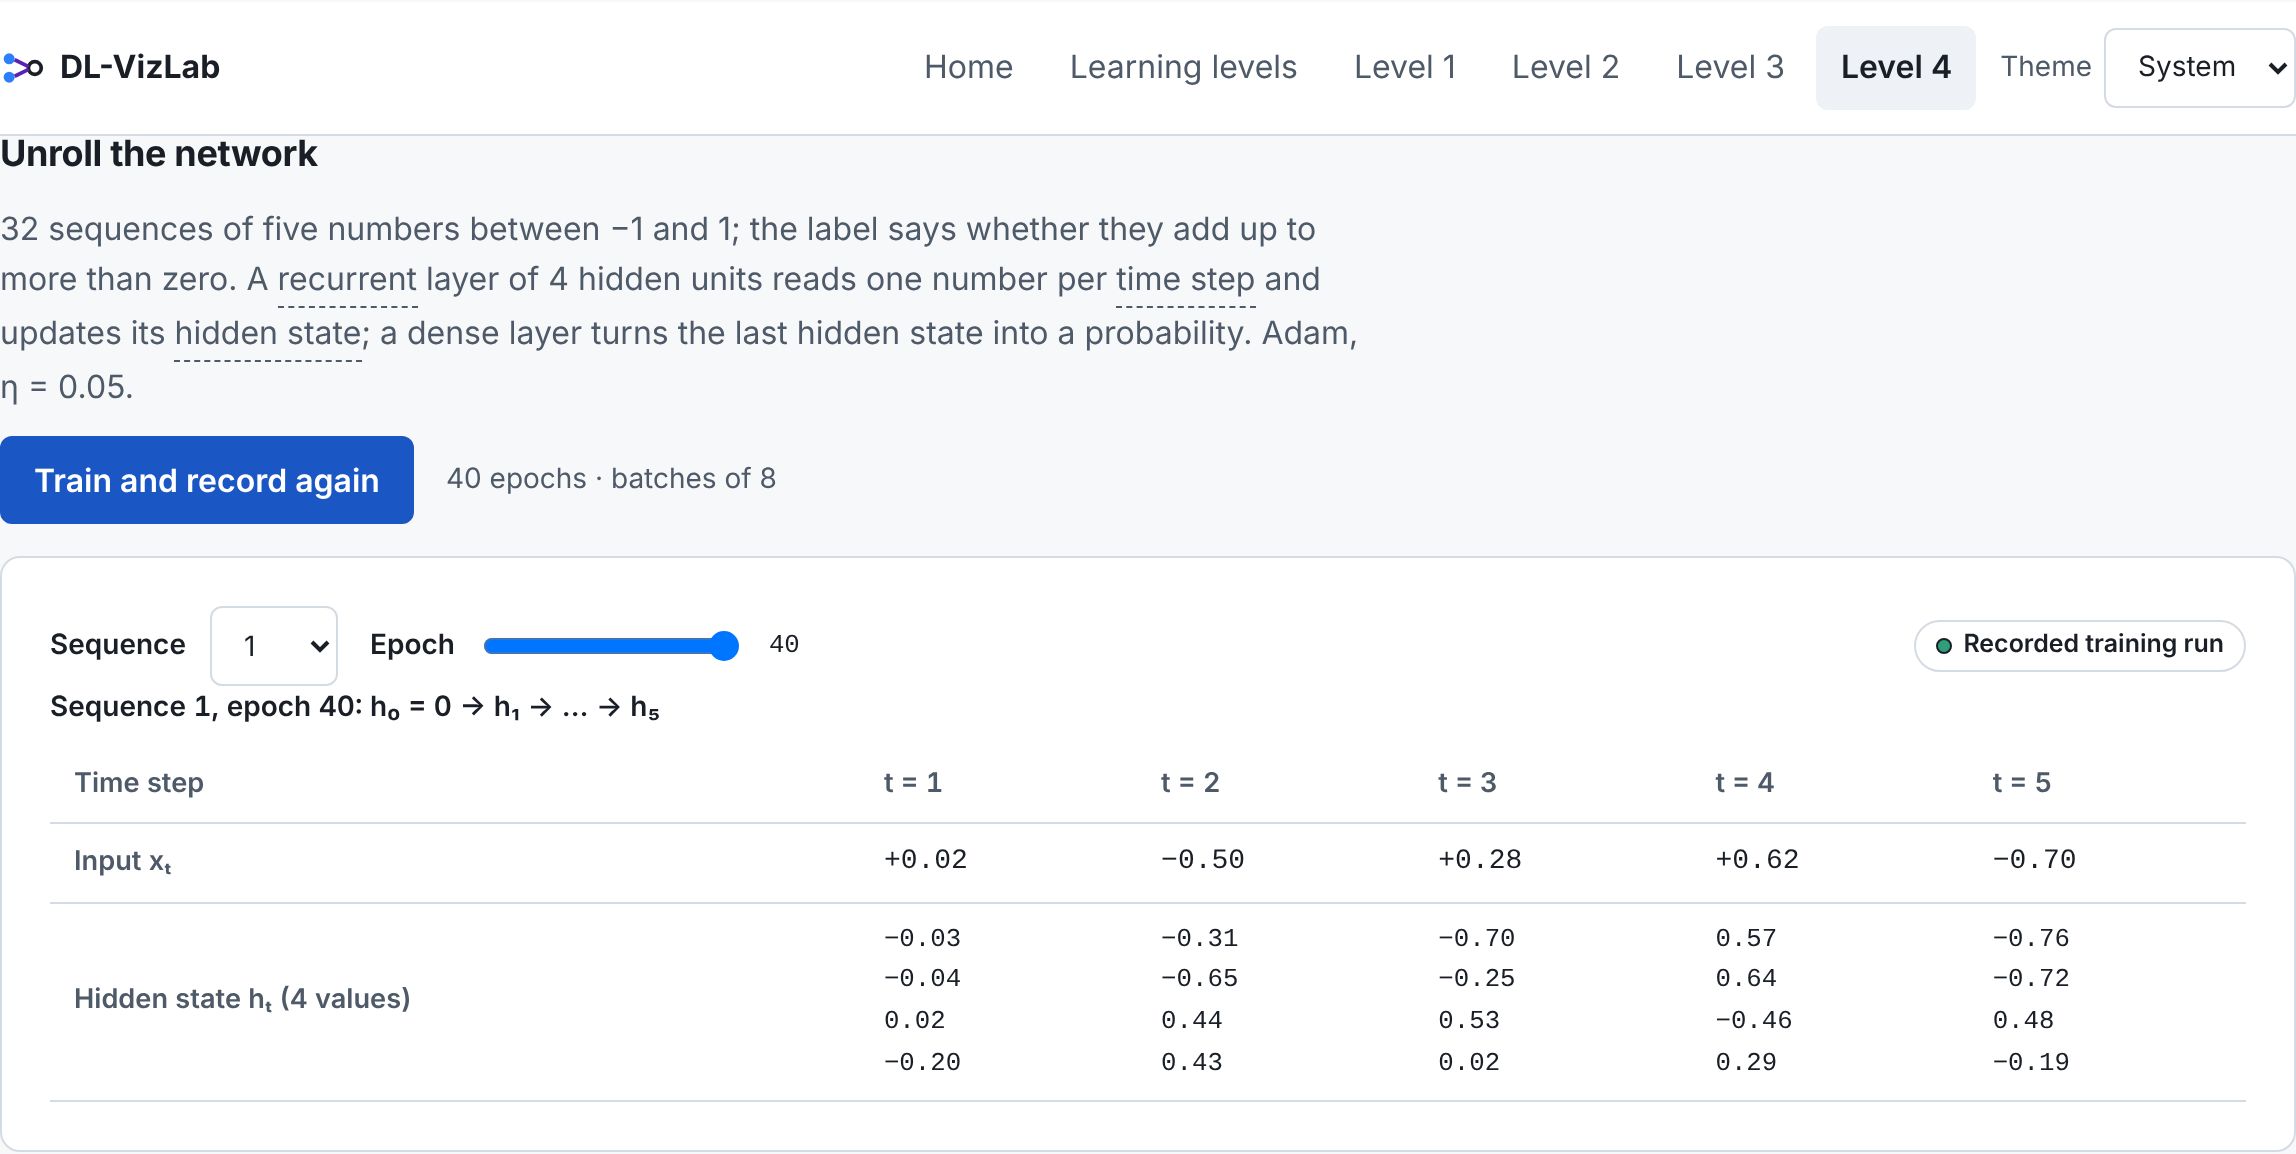 DL-VizLab
Home Learning levels Level 1 Level 2 Level 3 Level 4 Theme System
Unroll the network
32 sequences of five numbers between −1 and 1; the label says whether they add up to
more than zero. A recurrent layer of 4 hidden units reads one number per time step and
updates its hidden state; a dense layer turns the last hidden state into a probability. Adam,
η = 0.05.
Train and record again 40 epochs · batches of 8
Sequence 1 Epoch 40 Recorded training run
Sequence 1, epoch 40: h₀ = 0 → h₁ → … → h₅
Time step t = 1 t = 2 t = 3 t = 4 t = 5
Input xₜ +0.02 −0.50 +0.28 +0.62 −0.70
Hidden state hₜ (4 values)
−0.03 −0.31 −0.70 0.57 −0.76
−0.04 −0.65 −0.25 0.64 −0.72
0.02 0.44 0.53 −0.46 0.48
−0.20 0.43 0.02 0.29 −0.19